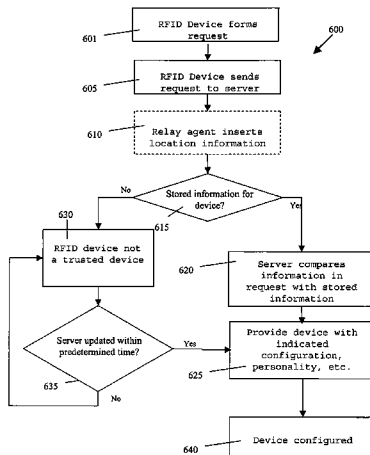 RFID Device forms
request
601
600
RFID Device sends
request to server
605
610
Relay agent inserts
location information
No
Stored information for
device?
Yes
615
630
RFID device not
a trusted device
620
Server compares
information in
request with stored
information
Server updated within
predetermined time?
Yes
635
No
Provide device with
indicated
configuration,
personality, etc.
625
Device configured
640